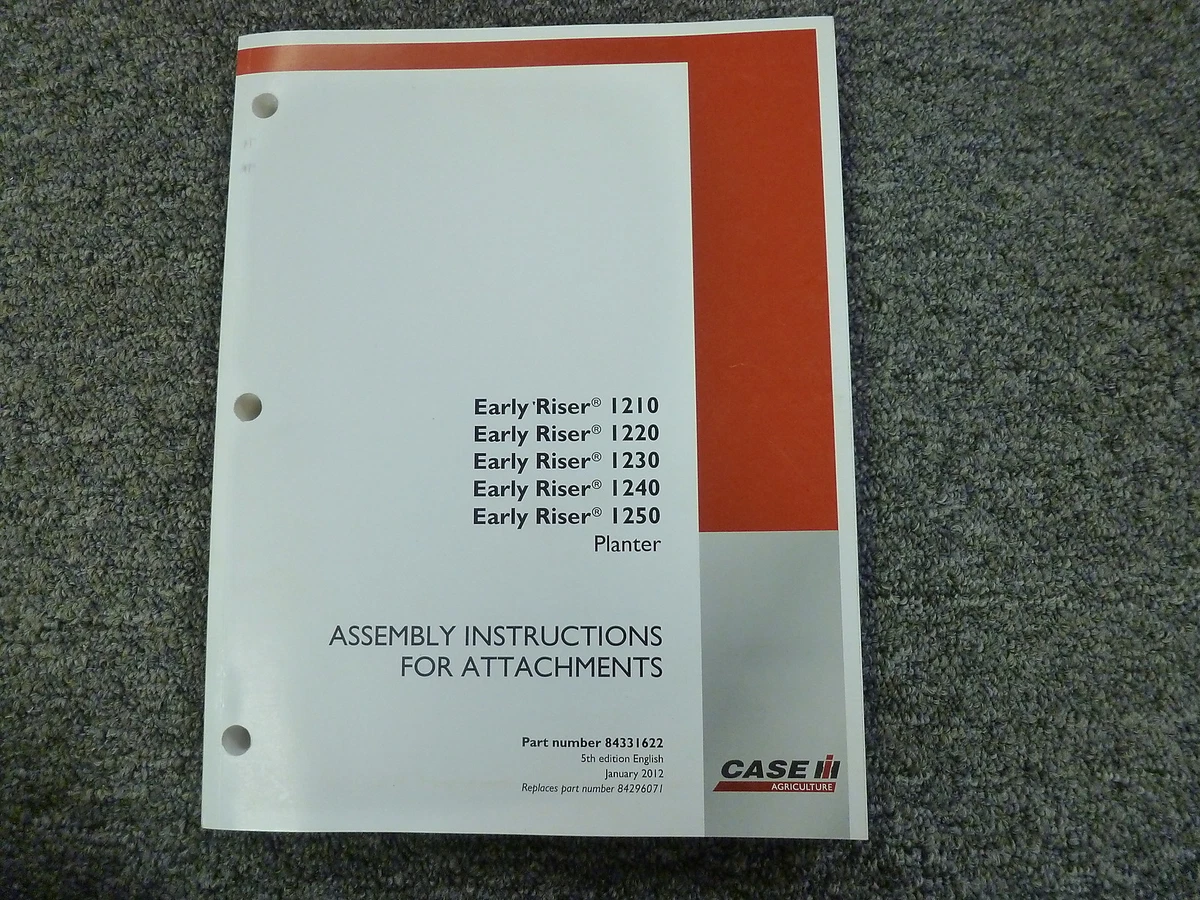 Early Riser® 1210
Early Riser® 1220
Early Riser® 1230
Early Riser® 1240
Early Riser® 1250
Planter
ASSEMBLY INSTRUCTIONS
FOR ATTACHMENTS
Part number 84331622
5th edition English
January 2012
Replaces part number 84296071
CASE IH
AGRICULTURE